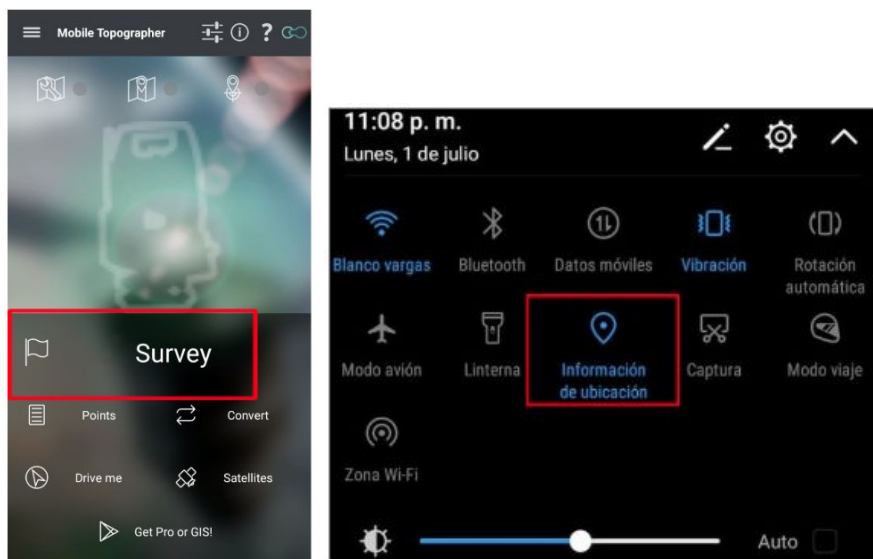 Mobile Topographer
Survey
Points
Convert
Drive me
Satellites
Get Pro or GIS!
11:08 p. m.
Lunes, 1 de julio
Blanco vargas
Bluetooth
Datos móviles
Vibración
Rotación
automática
Modo avión
Linterna
Información
de ubicación
Captura
Modo viaje
Zona Wi-Fi
Auto